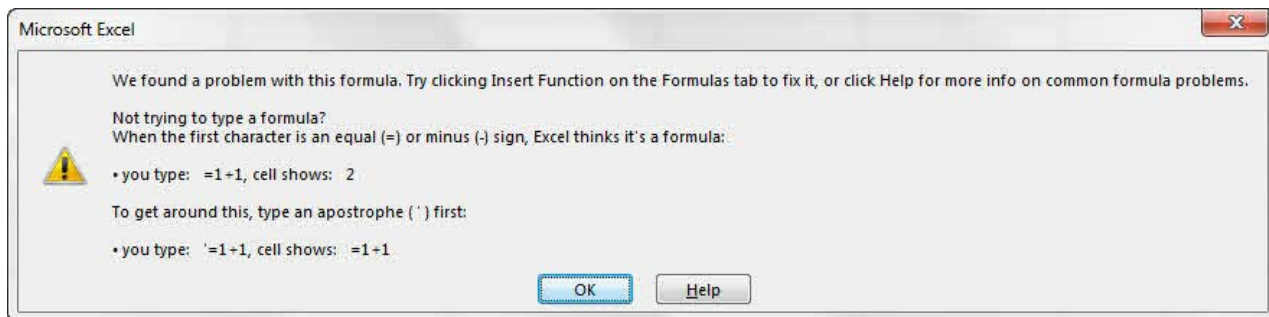 Microsoft Excel
We found a problem with this formula. Try clicking Insert Function on the Formulas tab to fix it, or click Help for more info on common formula problems.
Not trying to type a formula?
When the first character is an equal (=) or minus (-) sign, Excel thinks it's a formula:
• you type:   =1+1, cell shows:   2
To get around this, type an apostrophe ( ' ) first:
• you type:   '=1+1, cell shows:   =1+1
OK
Help